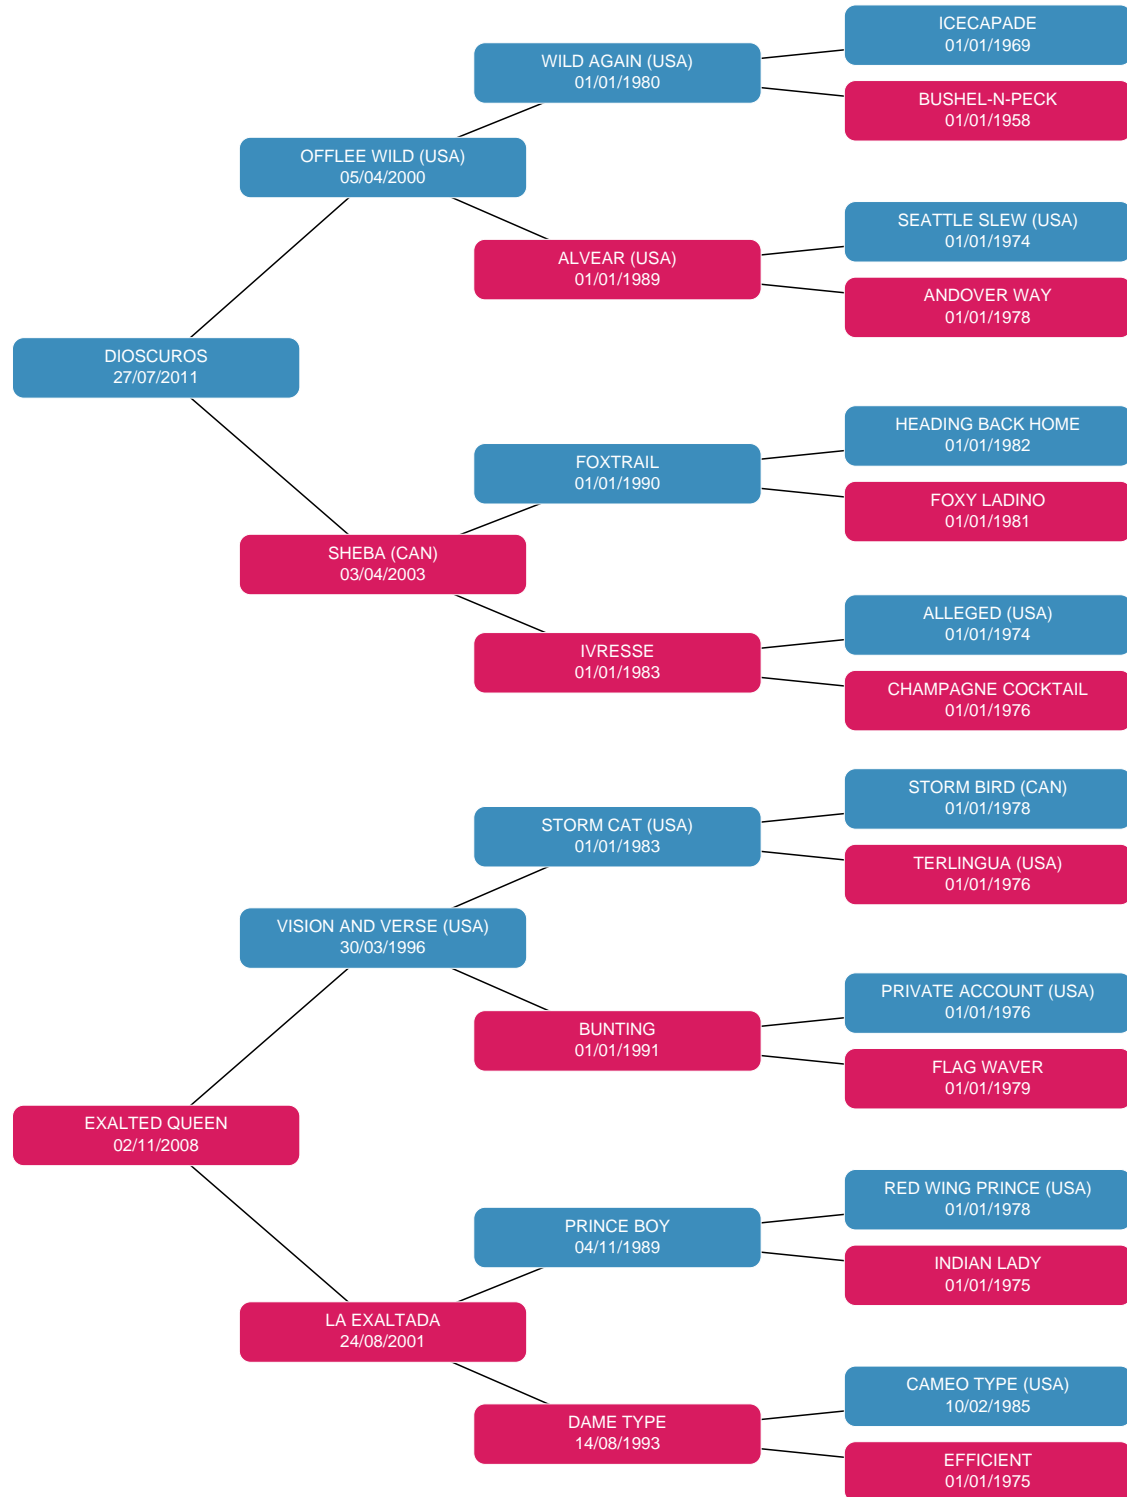 ICECAPADE
01/01/1969
WILD AGAIN (USA)
01/01/1980
BUSHEL-N-PECK
01/01/1958
OFFLEE WILD (USA)
05/04/2000
SEATTLE SLEW (USA)
01/01/1974
ALVEAR (USA)
01/01/1989
ANDOVER WAY
01/01/1978
DIOSCUROS
27/07/2011
HEADING BACK HOME
01/01/1982
FOXTRAIL
01/01/1990
FOXY LADINO
01/01/1981
SHEBA (CAN)
03/04/2003
ALLEGED (USA)
01/01/1974
IVRESSE
01/01/1983
CHAMPAGNE COCKTAIL
01/01/1976
STORM BIRD (CAN)
01/01/1978
STORM CAT (USA)
01/01/1983
TERLINGUA (USA)
01/01/1976
VISION AND VERSE (USA)
30/03/1996
PRIVATE ACCOUNT (USA)
01/01/1976
BUNTING
01/01/1991
FLAG WAVER
01/01/1979
EXALTED QUEEN
02/11/2008
RED WING PRINCE (USA)
01/01/1978
PRINCE BOY
04/11/1989
INDIAN LADY
01/01/1975
LA EXALTADA
24/08/2001
CAMEO TYPE (USA)
10/02/1985
DAME TYPE
14/08/1993
EFFICIENT
01/01/1975